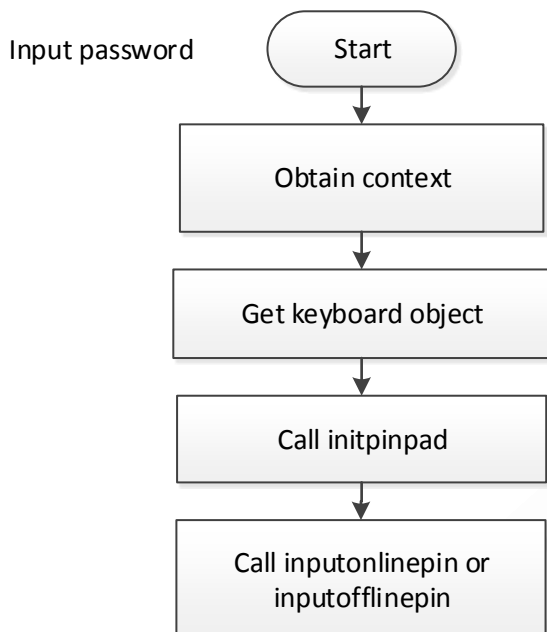 Input password
Start
Obtain context
Get keyboard object
Call initpinpad
Call inputonlinepin or
inputofflinepin